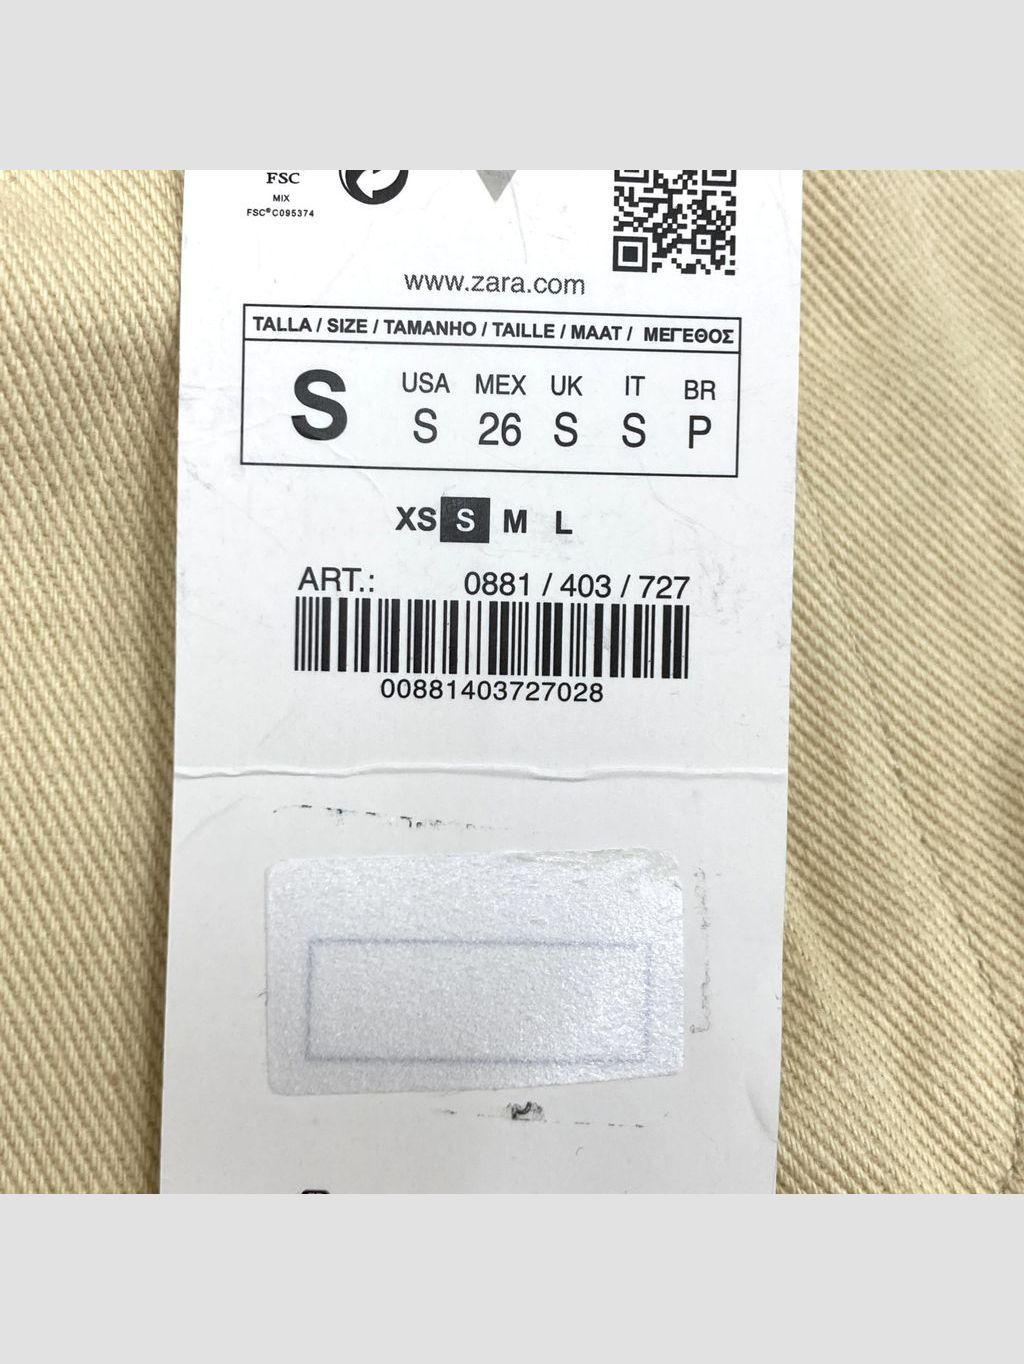 FSC
MIX
FSC® C095374
www.zara.com
TALLA / SIZE / TAMANHO / TAILLE / MAAT / ΜΕΓΕΘΟΣ
S
USA MEX UK IT BR
S 26 S S P
XS S M L
ART.: 0881 / 403 / 727
00881403727028